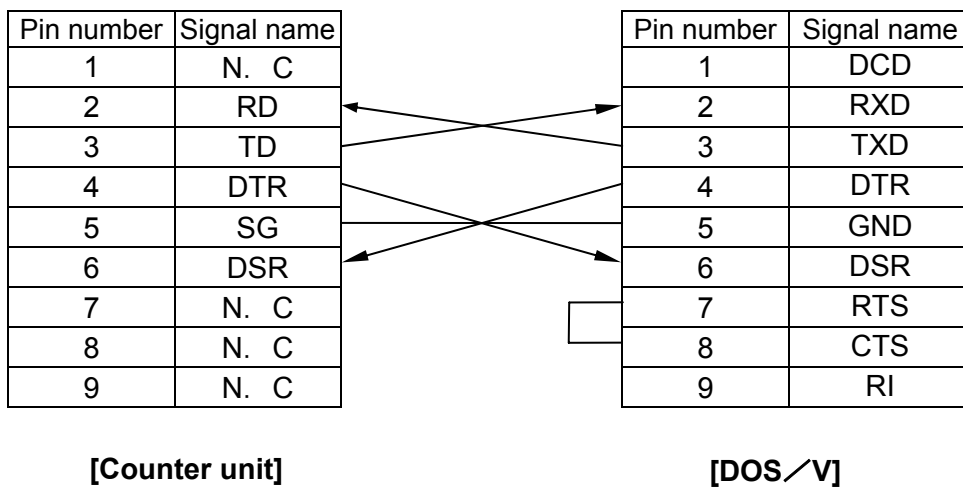 Pin number Signal name Pin number Signal name
1 N. C 1 DCD
2 RD 2 RXD
3 TD 3 TXD
4 DTR 4 DTR
5 SG 5 GND
6 DSR 6 DSR
7 N. C 7 RTS
8 N. C 8 CTS
9 N. C 9 RI
[Counter unit] [DOS／V]